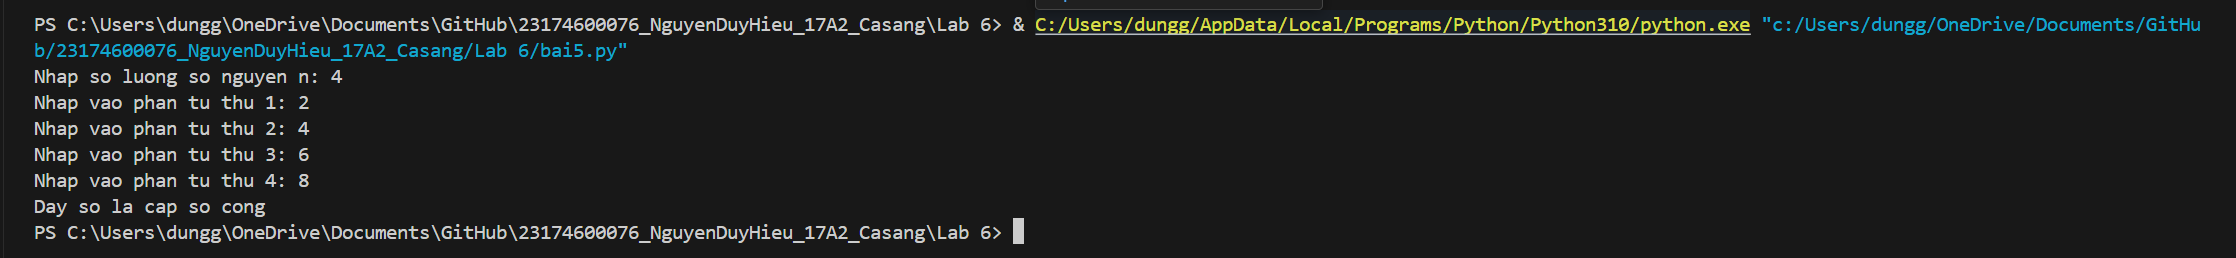 PS C:\Users\dungg\OneDrive\Documents\GitHub\23174600076_NguyenDuyHieu_17A2_Casang\Lab 6> & C:/Users/dungg/AppData/Local/Programs/Python/Python310/python.exe "c:/Users/dungg/OneDrive/Documents/GitHu
b/23174600076_NguyenDuyHieu_17A2_Casang/Lab 6/bai5.py"
Nhap so luong so nguyen n: 4
Nhap vao phan tu thu 1: 2
Nhap vao phan tu thu 2: 4
Nhap vao phan tu thu 3: 6
Nhap vao phan tu thu 4: 8
Day so la cap so cong
PS C:\Users\dungg\OneDrive\Documents\GitHub\23174600076_NguyenDuyHieu_17A2_Casang\Lab 6>